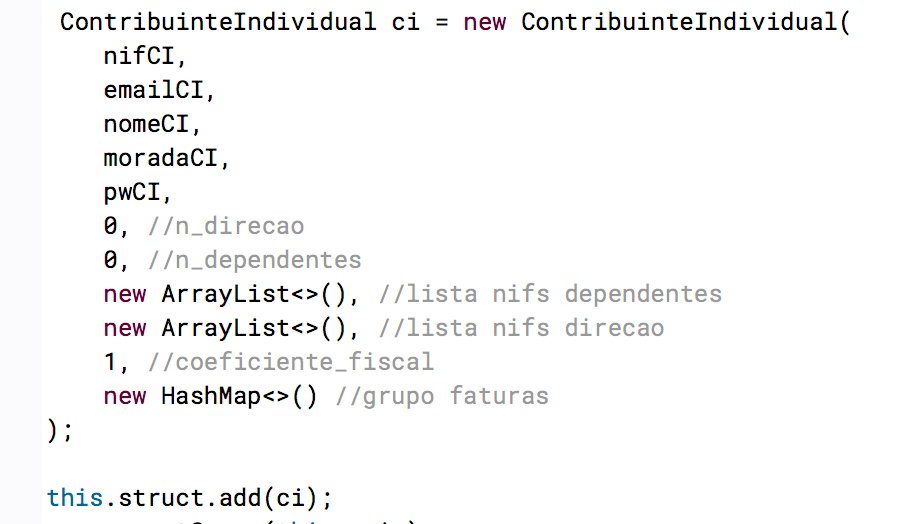 ContribuinteIndividual ci = new ContribuinteIndividual(
nifCI,
emailCI,
nomeCI,
moradaCI,
pwCI,
0, //n_direcao
0, //n_dependentes
new ArrayList<>(), //lista nifs dependentes
new ArrayList<>(), //lista nifs direcao
1, //coeficiente_fiscal
new HashMap<>() //grupo faturas
);
this.struct.add(ci);